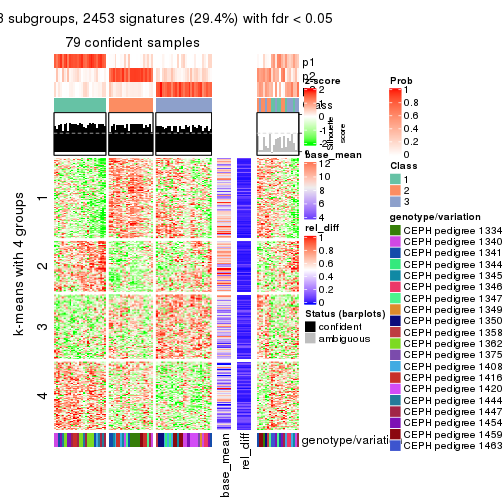 3 subgroups, 2453 signatures (29.4%) with fdr < 0.05
79 confident samples
p1
p2
Class
silhouette
score
1
2
3
4
k-means with 4 groups
base_mean
rel_diff
genotype/variation
z-score
2
0
-2
base_mean
12
10
8
6
4
rel_diff
1
0.8
0.6
0.4
0.2
0
Status (barplots)
confident
ambiguous
Prob
1
0.8
0.6
0.4
0.2
0
Class
1
2
3
genotype/variation
CEPH pedigree 1334
CEPH pedigree 1340
CEPH pedigree 1341
CEPH pedigree 1344
CEPH pedigree 1345
CEPH pedigree 1346
CEPH pedigree 1347
CEPH pedigree 1349
CEPH pedigree 1350
CEPH pedigree 1358
CEPH pedigree 1362
CEPH pedigree 1375
CEPH pedigree 1408
CEPH pedigree 1416
CEPH pedigree 1420
CEPH pedigree 1444
CEPH pedigree 1447
CEPH pedigree 1454
CEPH pedigree 1459
CEPH pedigree 1463